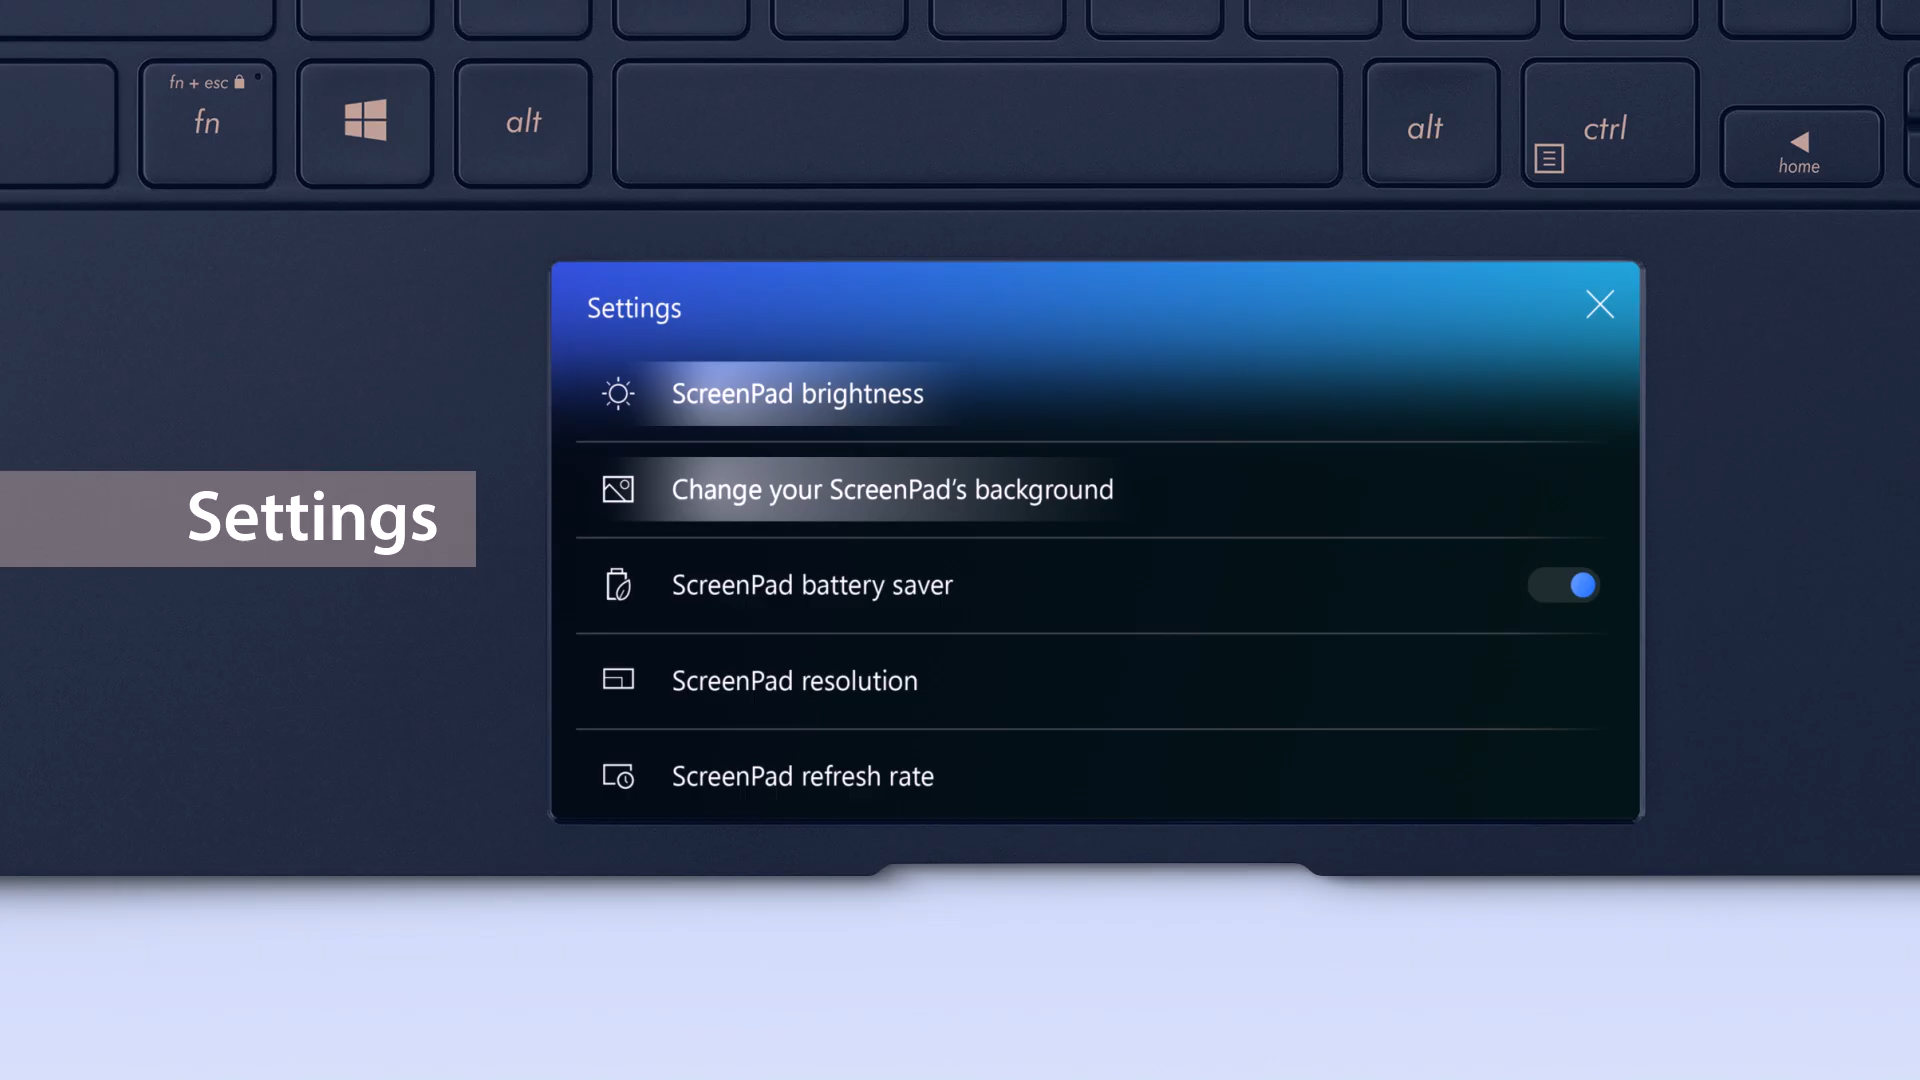 fn + esc
fn
alt
alt
ctrl
home
Settings
Settings
ScreenPad brightness
Change your ScreenPad's background
ScreenPad battery saver
ScreenPad resolution
ScreenPad refresh rate